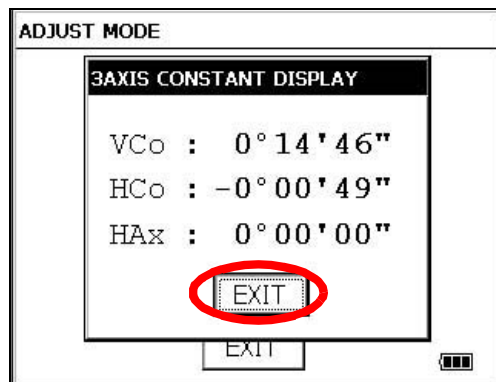 ADJUST MODE
3AXIS CONSTANT DISPLAY
VCo : 0°14'46"
HCo : -0°00'49"
HAx : 0°00'00"
EXIT
EXIT